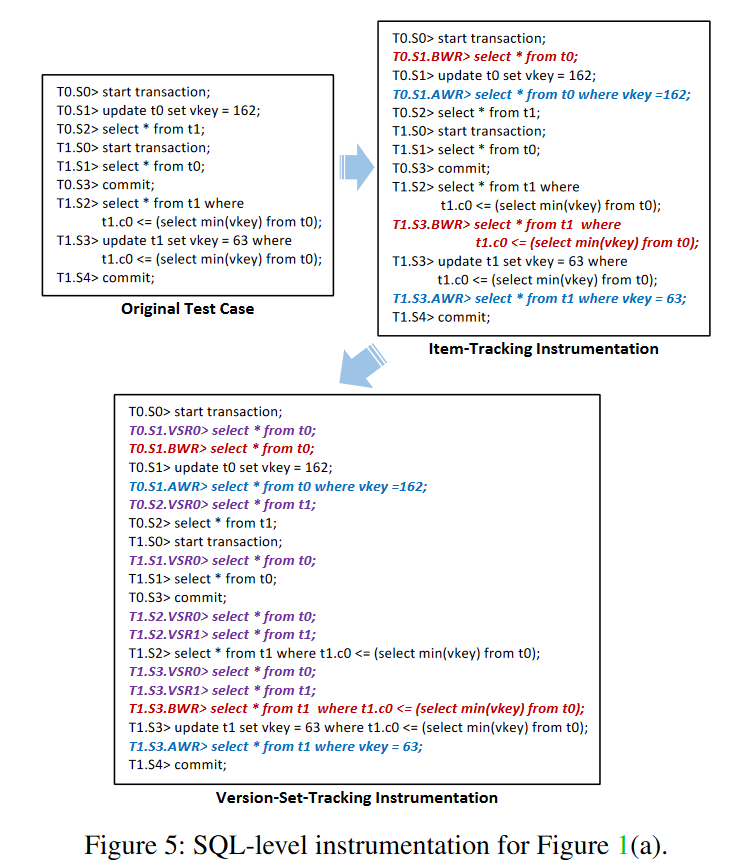 T0.S0> start transaction;
T0.S1> update t0 set vkey = 162;
T0.S2> select * from t1;
T1.S0> start transaction;
T1.S1> select * from t0;
T0.S3> commit;
T1.S2> select * from t1 where
t1.c0 <= (select min(vkey) from t0);
T1.S3> update t1 set vkey = 63 where
t1.c0 <= (select min(vkey) from t0);
T1.S4> commit;
Original Test Case
T0.S0> start transaction;
T0.S1.BWR> select * from t0;
T0.S1> update t0 set vkey = 162;
T0.S1.AWR> select * from t0 where vkey =162;
T0.S2> select * from t1;
T1.S0> start transaction;
T1.S1> select * from t0;
T0.S3> commit;
T1.S2> select * from t1 where
t1.c0 <= (select min(vkey) from t0);
T1.S3.BWR> select * from t1 where
t1.c0 <= (select min(vkey) from t0);
T1.S3> update t1 set vkey = 63 where
t1.c0 <= (select min(vkey) from t0);
T1.S3.AWR> select * from t1 where vkey = 63;
T1.S4> commit;
Item-Tracking Instrumentation
T0.S0> start transaction;
T0.S1.VSR0> select * from t0;
T0.S1.BWR> select * from t0;
T0.S1> update t0 set vkey = 162;
T0.S1.AWR> select * from t0 where vkey =162;
T0.S2.VSR0> select * from t1;
T0.S2> select * from t1;
T1.S0> start transaction;
T1.S1.VSR0> select * from t0;
T1.S1> select * from t0;
T0.S3> commit;
T1.S2.VSR0> select * from t0;
T1.S2.VSR1> select * from t1;
T1.S2> select * from t1 where t1.c0 <= (select min(vkey) from t0);
T1.S3.VSR0> select * from t0;
T1.S3.VSR1> select * from t1;
T1.S3.BWR> select * from t1 where t1.c0 <= (select min(vkey) from t0);
T1.S3> update t1 set vkey = 63 where t1.c0 <= (select min(vkey) from t0);
T1.S3.AWR> select * from t1 where vkey = 63;
T1.S4> commit;
Version-Set-Tracking Instrumentation
Figure 5: SQL-level instrumentation for Figure 1(a).